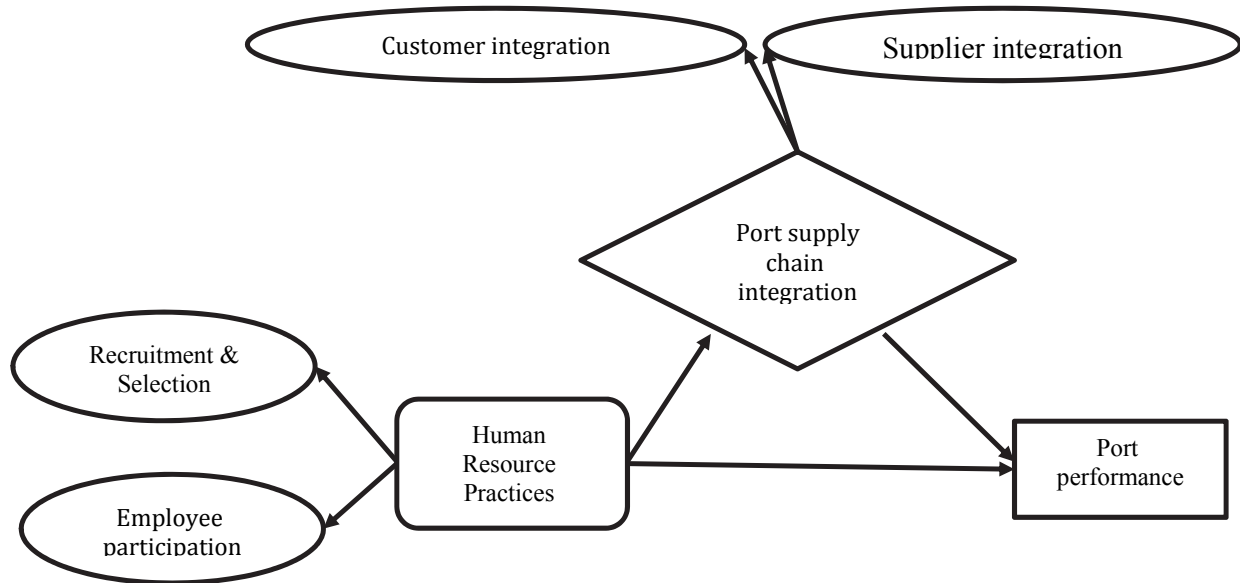 Customer integration
Supplier integration
Port supply
chain
integration
Recruitment &
Selection
Human
Resource
Practices
Port
performance
Employee
participation